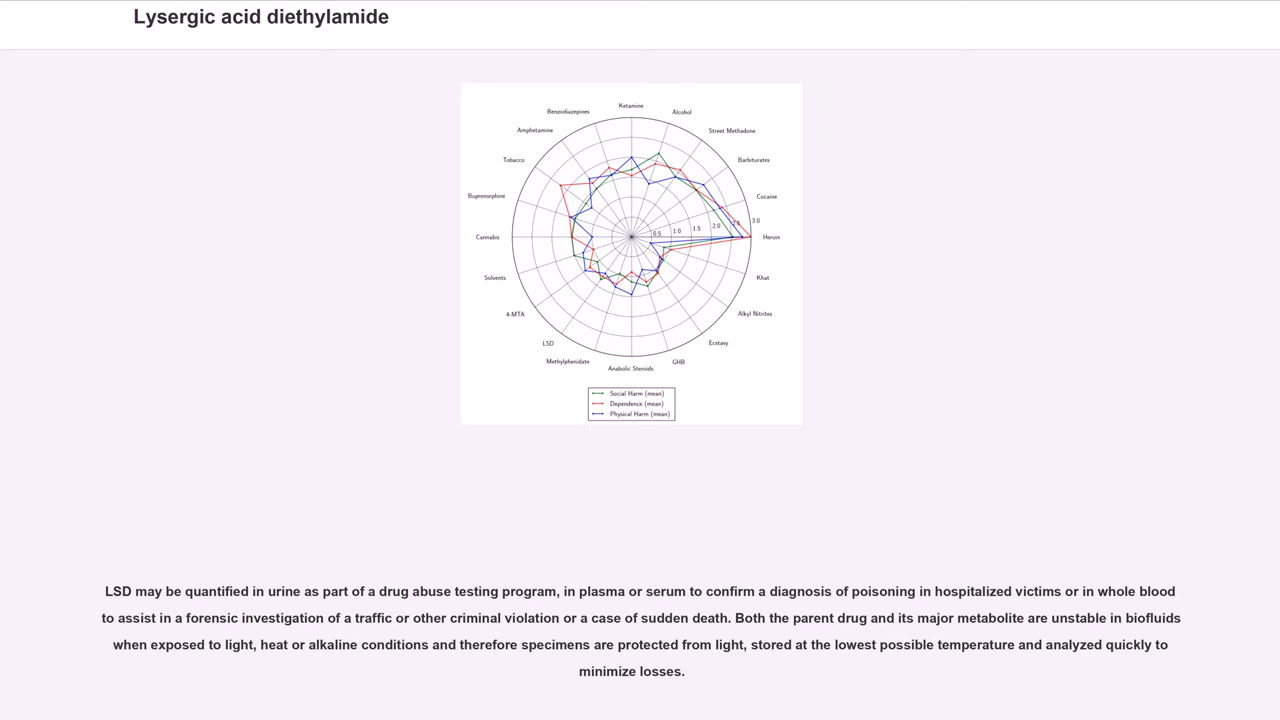 Lysergic acid diethylamide
Ketamine
Benzodiazepines
Alcohol
Amphetamine
Street Methadone
Tobacco
Barbiturates
Buprenorphine
Cocaine
0.5
1.0
1.5
2.0
2.5
3.0
Cannabis
Heroin
Solvents
Khat
4-MTA
Alkyl Nitrites
LSD
Ecstasy
Methylphenidate
GHB
Anabolic Steroids
Social Harm (mean)
Dependence (mean)
Physical Harm (mean)
LSD may be quantified in urine as part of a drug abuse testing program, in plasma or serum to confirm a diagnosis of poisoning in hospitalized victims or in whole blood
to assist in a forensic investigation of a traffic or other criminal violation or a case of sudden death. Both the parent drug and its major metabolite are unstable in biofluids
when exposed to light, heat or alkaline conditions and therefore specimens are protected from light, stored at the lowest possible temperature and analyzed quickly to
minimize losses.